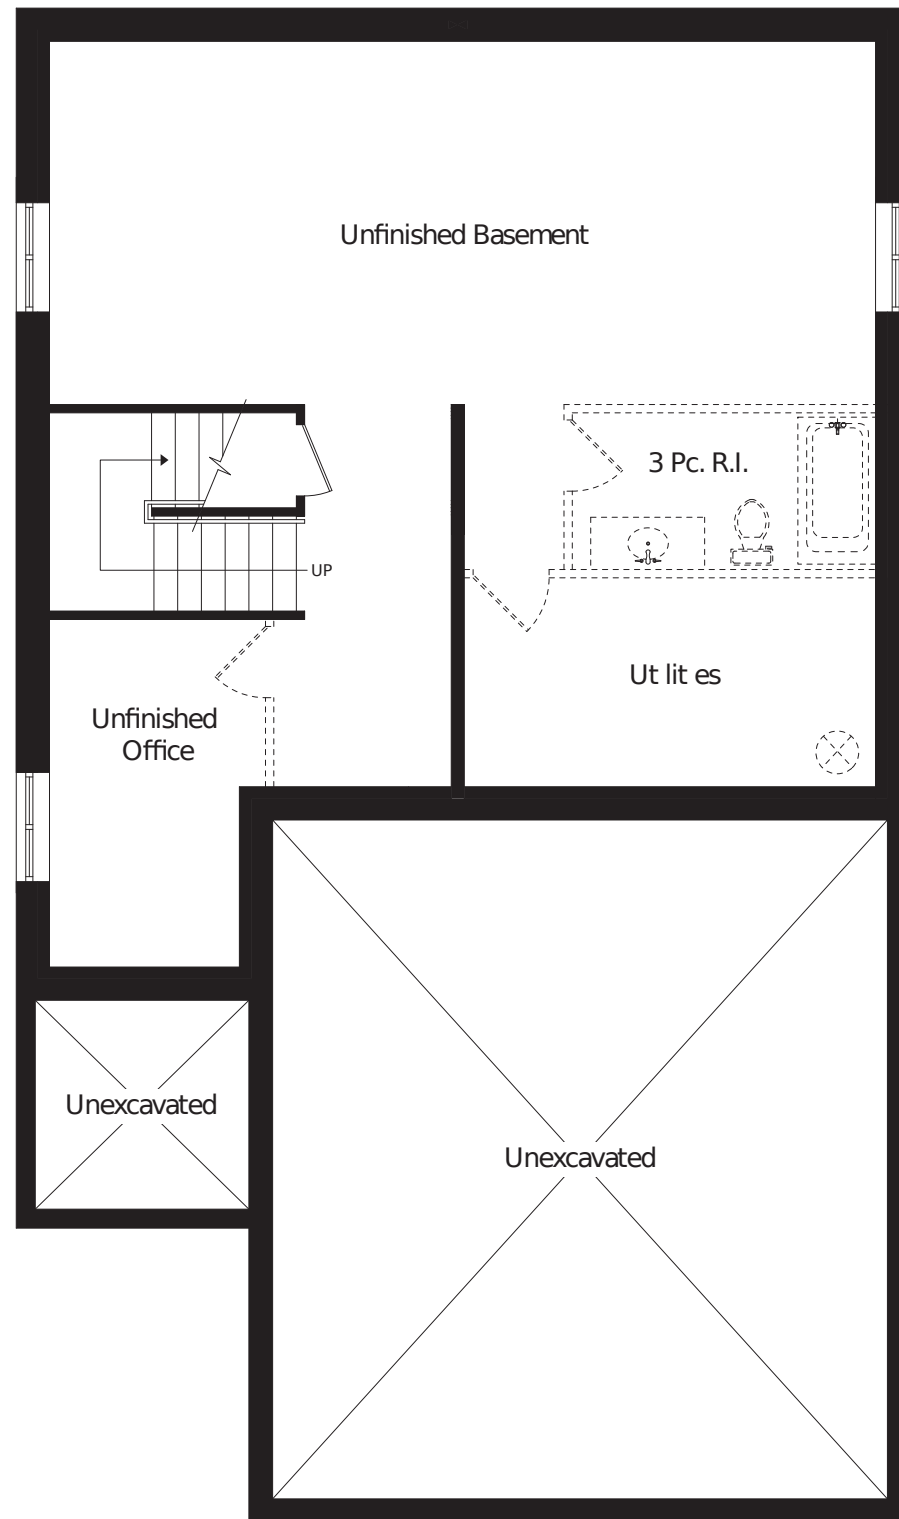 Unfinished Basement
3 Pc. R.I.
UP
Ut lit es
Unfinished
Office
Unexcavated
Unexcavated